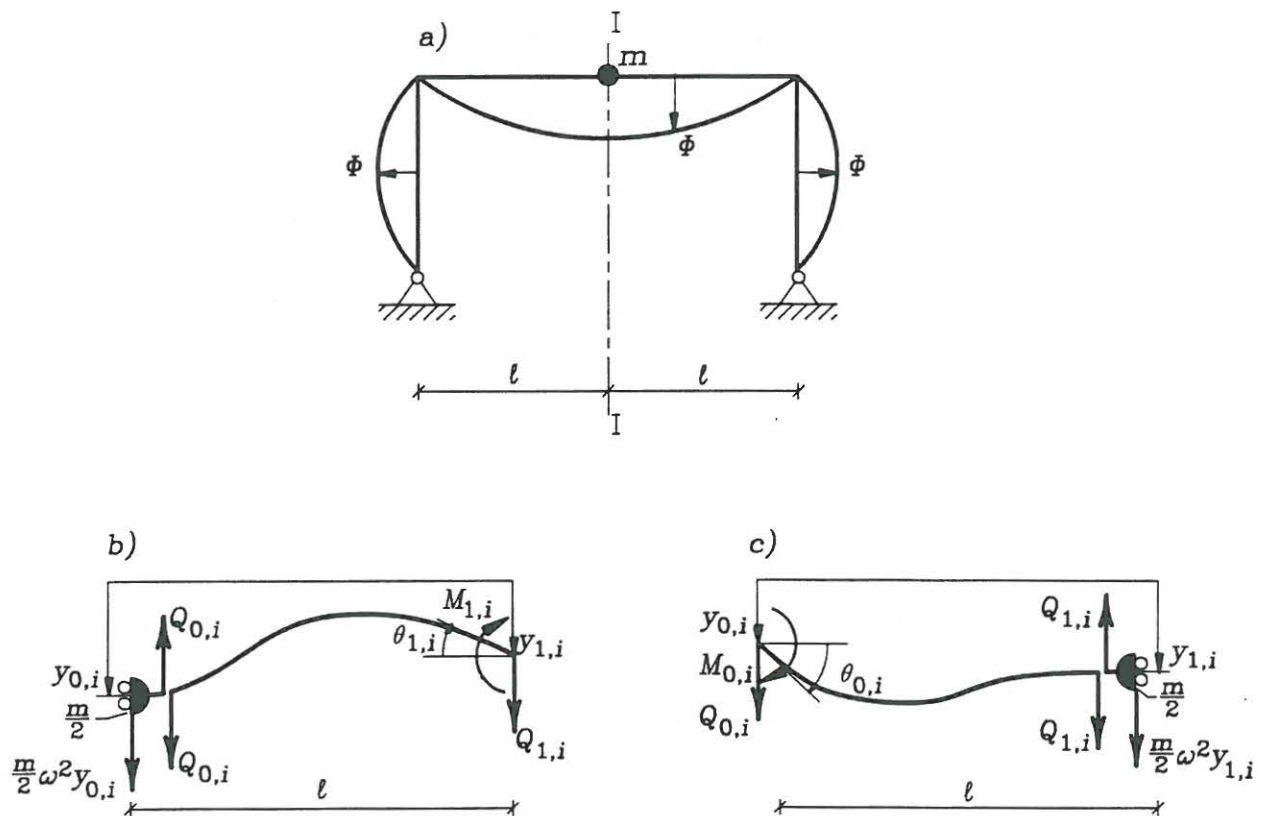 I
a)
m
Φ
Φ
Φ
ℓ
ℓ
I
b)
Q0,i
M1,i
θ1,i
y1,i
y0,i
m/2
Q0,i
Q1,i
m/2 ω²y0,i
ℓ
c)
Q1,i
y0,i
M0,i
θ0,i
y1,i
m/2
Q0,i
Q1,i
m/2 ω²y1,i
ℓ